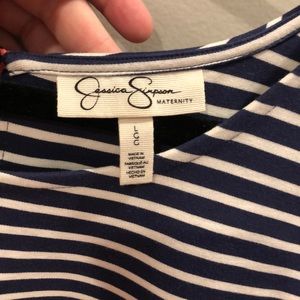 Jessica Simpson
MATERNITY
MADE IN
VIETNAM
FABRIQUÉ AU
VIETNAM
HECHO EN
VIETNAM